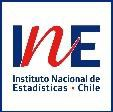 INE
Instituto Nacional de
Estadísticas · Chile